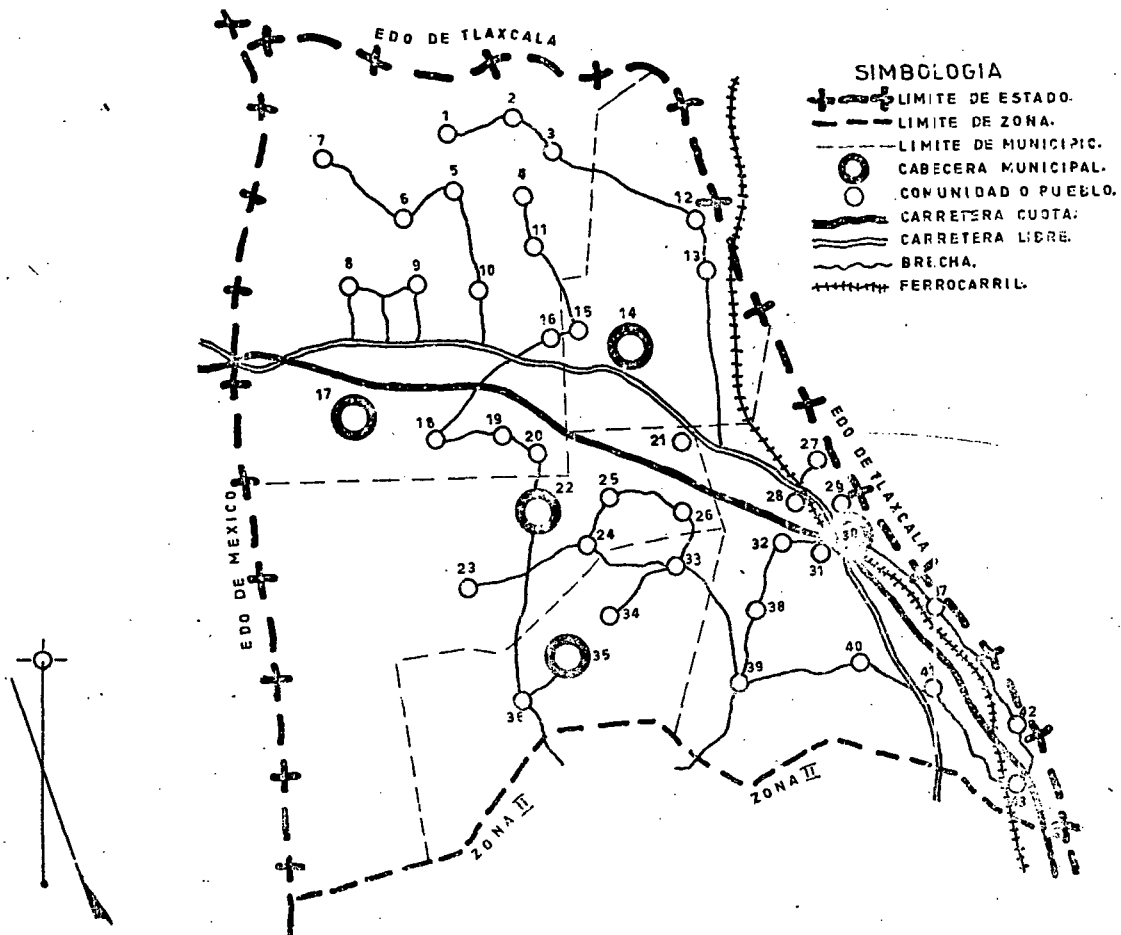 EDO DE TLAXCALA
SIMBOLOGIA
LIMITE DE ESTADO.
LIMITE DE ZONA.
LIMITE DE MUNICIPIC.
CABECERA MUNICIPAL.
COMUNIDAD O PUEBLO.
CARRETERA CUOTA.
CARRETERA LIBRE.
BRECHA.
FERROCARRIL.
1
2
3
7
5
4
6
12
11
13
8
9
10
16
15
14
17
18
19
20
21
EDO DE TLAXCALA
27
22
25
26
28
29
30
24
32
31
EDO DE MEXICO
23
33
34
38
35
39
40
41
36
42
ZONA II
ZONA II